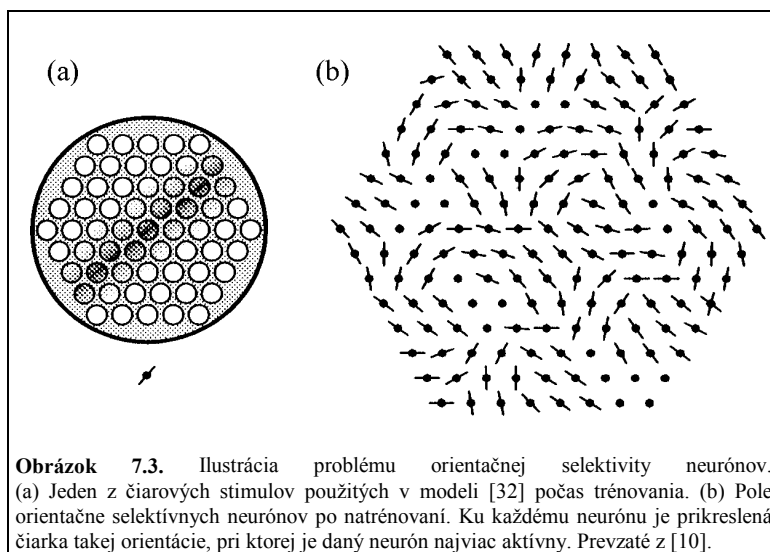 (a)
(b)
Obrázok 7.3. Ilustrácia problému orientačnej selektivity neurónov.
(a) Jeden z čiarových stimulov použitých v modeli [32] počas trénovania. (b) Pole
orientačne selektívnych neurónov po natrénovaní. Ku každému neurónu je prikreslená
čiarka takej orientácie, pri ktorej je daný neurón najviac aktívny. Prevzaté z [10].